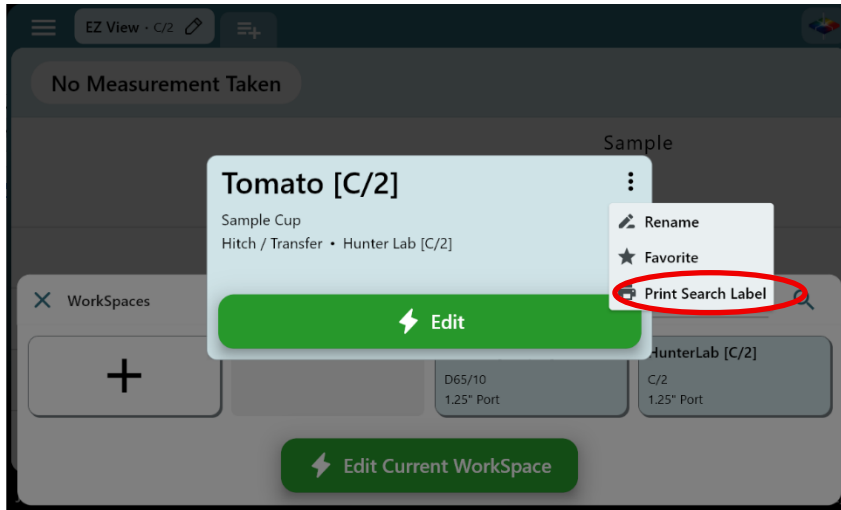 EZ View · C/2
No Measurement Taken
Sample
Tomato [C/2]
Sample Cup
Hitch / Transfer • Hunter Lab [C/2]
Rename
Favorite
Print Search Label
Edit
WorkSpaces
HunterLab [C/2]
D65/10
1.25" Port
C/2
1.25" Port
Edit Current WorkSpace